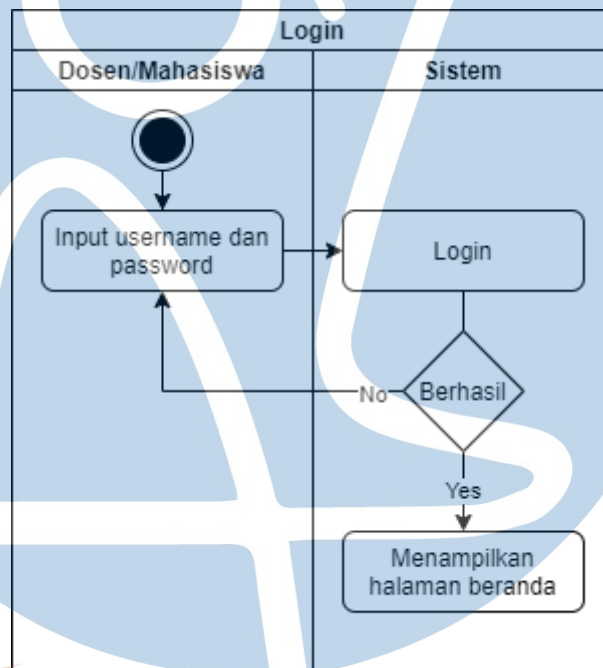 Login
Dosen/Mahasiswa
Sistem
Input username dan
password
Login
Berhasil
No
Yes
Menampilkan
halaman beranda